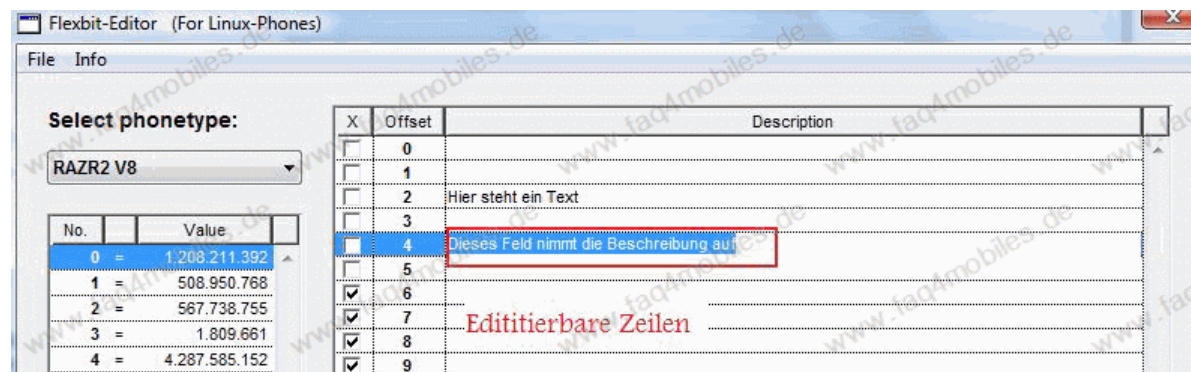 Flexbit-Editor (For Linux-Phones)
File Info
Select phonetype:
RAZR2 V8
No. Value
0 = 1.208.211.392
1 = 508.950.768
2 = 567.738.755
3 = 1.809.661
4 = 4.287.585.152
X Offset Description
0
1
2 Hier steht ein Text
3
4 Dieses Feld nimmt die Beschreibung auf
5
6
7
8
9
Edititierbare Zeilen
www.faq4mobiles.de